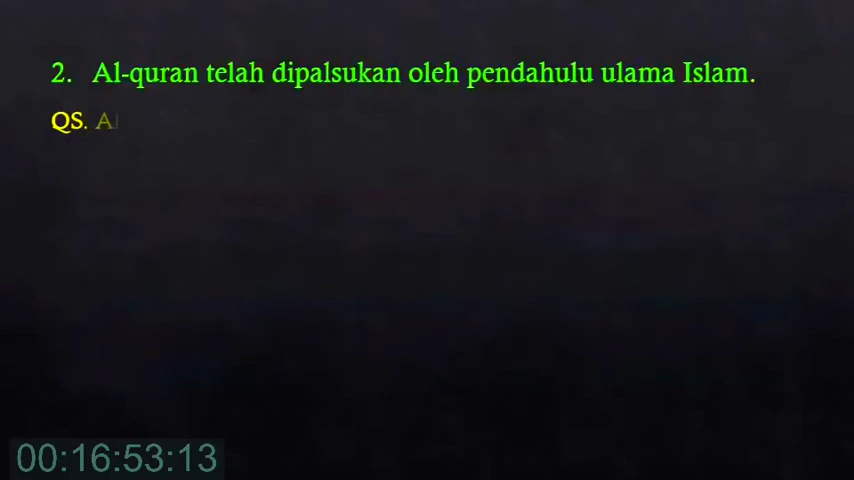 2. Al-quran telah dipalsukan oleh pendahulu ulama Islam.
QS.
00:16:53:13